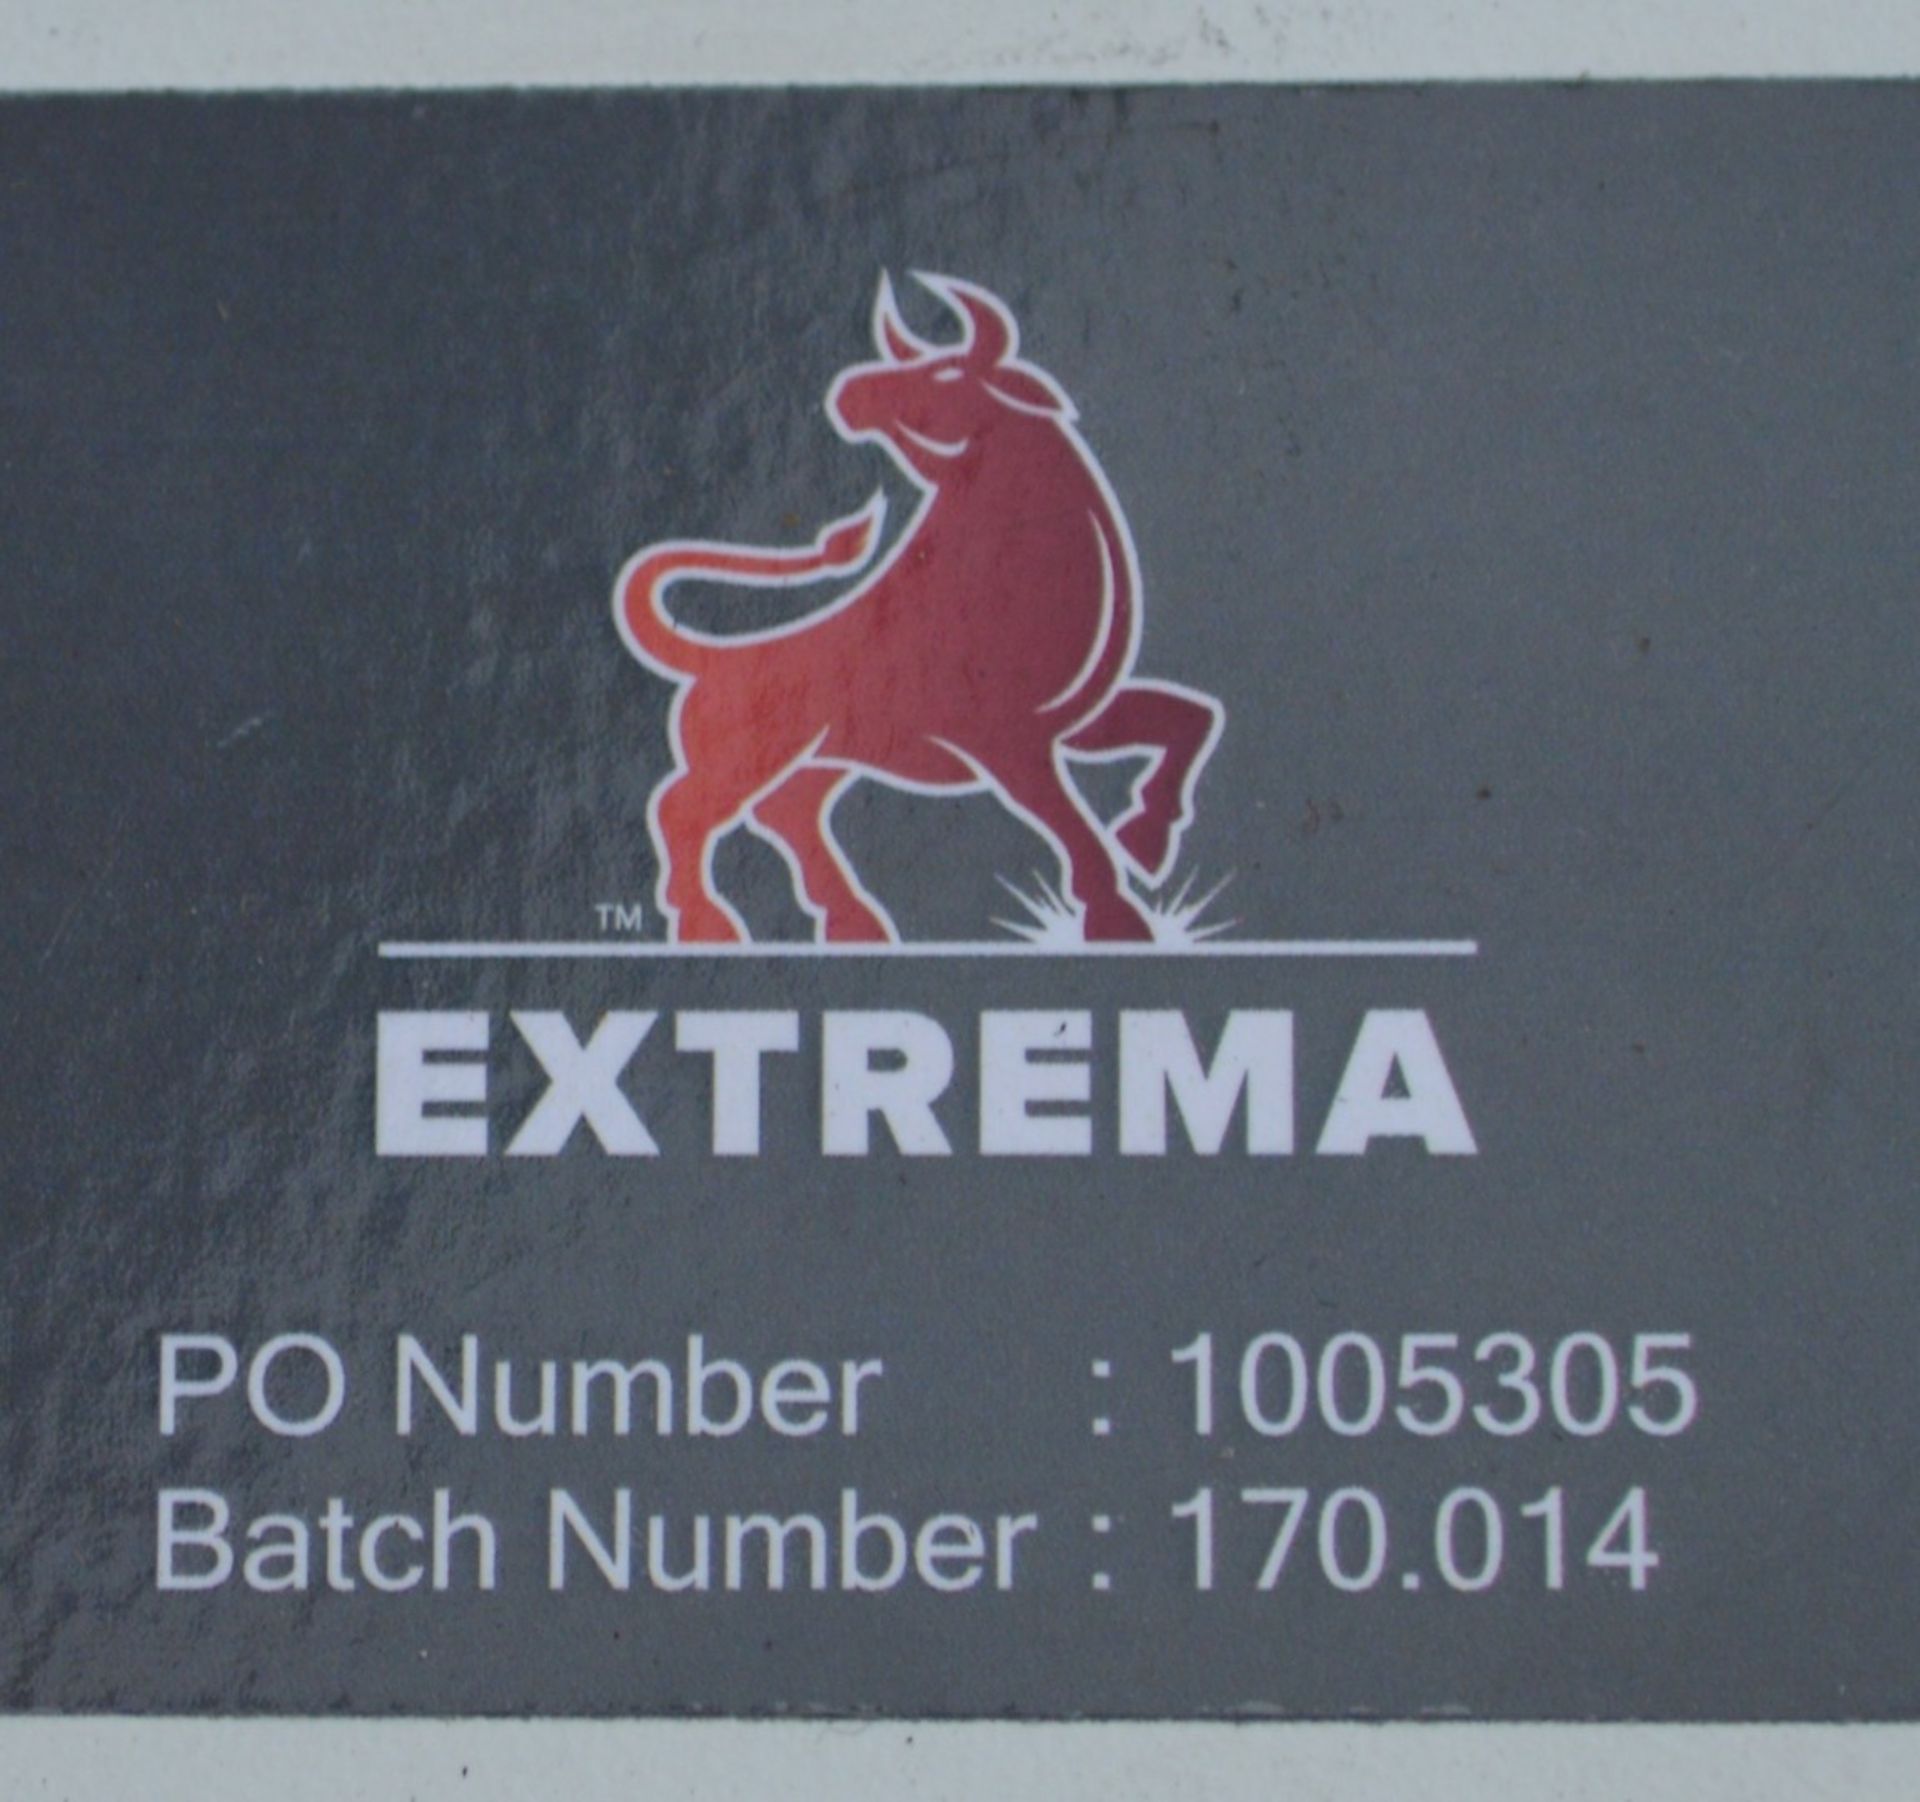 TM
EXTREMA
PO Number : 1005305
Batch Number : 170.014